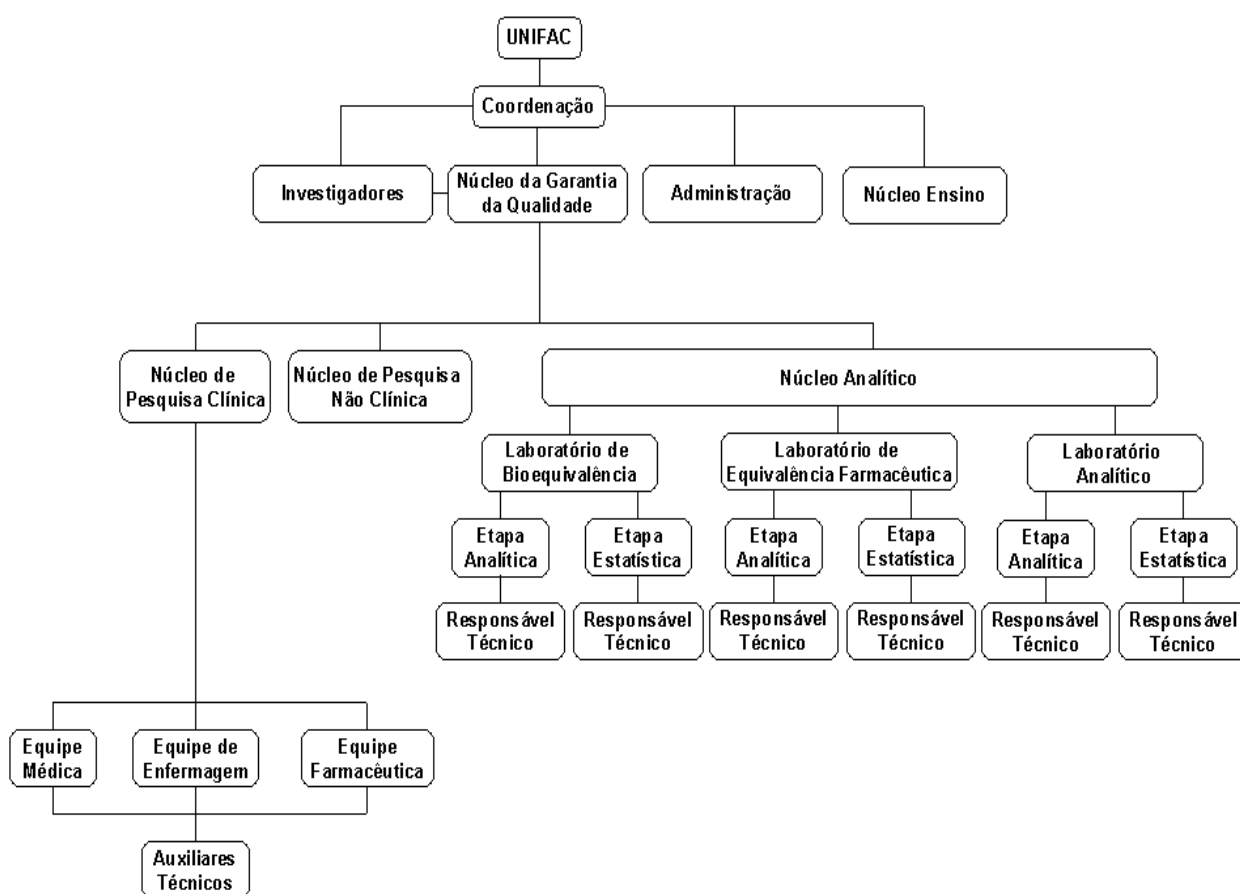 UNIFAC
Coordenação
Investigadores
Núcleo da Garantia
da Qualidade
Administração
Núcleo Ensino
Núcleo de
Pesquisa Clínica
Núcleo de Pesquisa
Não Clínica
Núcleo Analítico
Laboratório de
Bioequivalência
Laboratório de
Equivalência Farmacêutica
Laboratório
Analítico
Etapa
Analítica
Etapa
Estatística
Etapa
Analítica
Etapa
Estatística
Etapa
Analítica
Etapa
Estatística
Responsável
Técnico
Responsável
Técnico
Responsável
Técnico
Responsável
Técnico
Responsável
Técnico
Responsável
Técnico
Equipe
Médica
Equipe de
Enfermagem
Equipe
Farmacêutica
Auxiliares
Técnicos